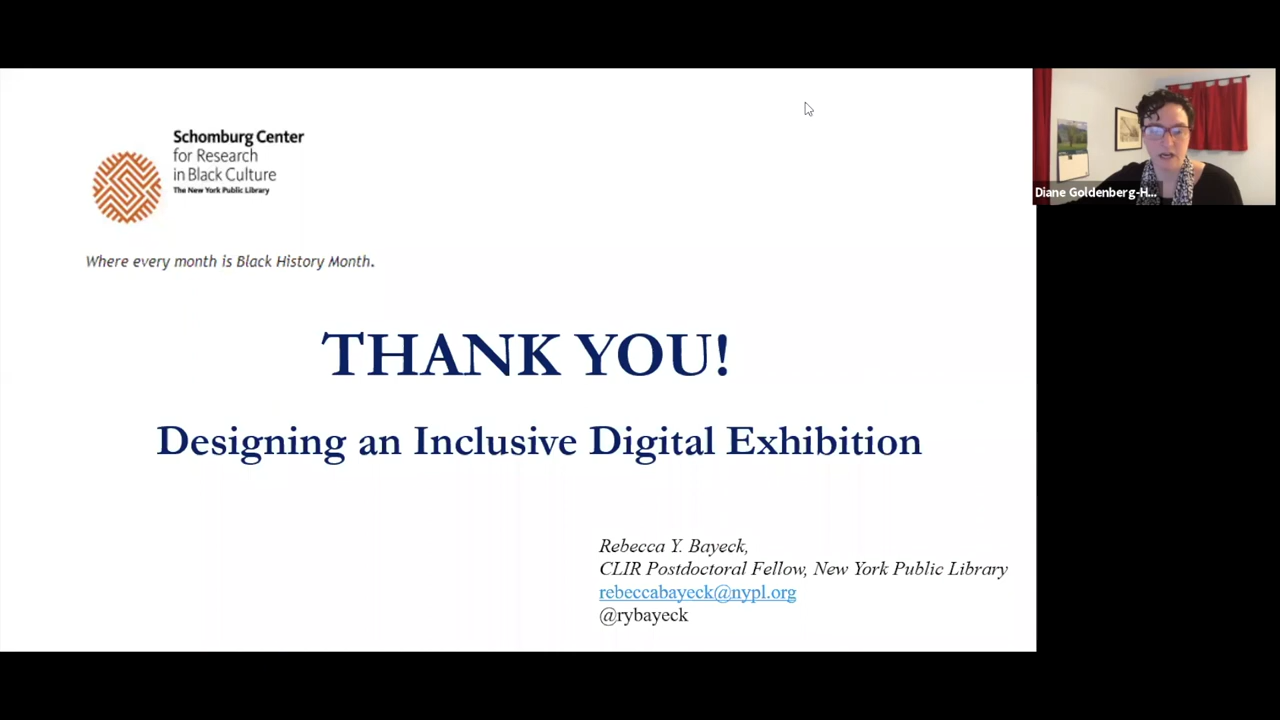 Schomburg Center
for Research
in Black Culture
The New York Public Library
Where every month is Black History Month.
THANK YOU!
Designing an Inclusive Digital Exhibition
Rebecca Y. Bayeck,
CLIR Postdoctoral Fellow, New York Public Library
rebeccabayeck@nypl.org
@rybayeck
Diane Goldenberg-H...